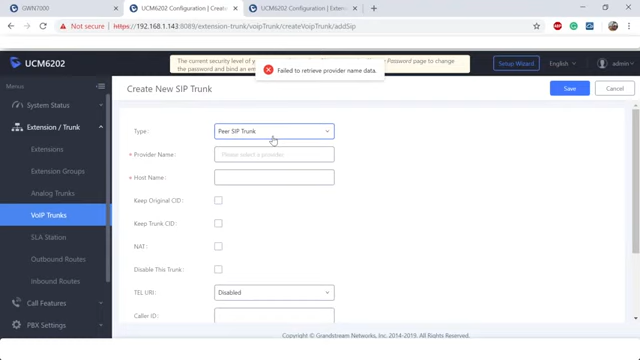 GWN7000
UCM6202 Configuration | Create
UCM6202 Configuration | Extens
Not secure
192.168.1.143:8089/extension-trunk/voipTrunk/createVoipTrunk/addSip
UCM6202
The current security level of
Password page to change
the password and bind an e
Failed to retrieve provider name data.
Setup Wizard
English
admin
Menus
System Status
Extension / Trunk
Extensions
Extension Groups
Analog Trunks
VoIP Trunks
SLA Station
Outbound Routes
Inbound Routes
Call Features
PBX Settings
Create New SIP Trunk
Save
Cancel
Type:
Peer SIP Trunk
* Provider Name:
Please select a provider
* Host Name:
Keep Original CID:
Keep Trunk CID:
NAT:
Disable This Trunk:
TEL URI:
Disabled
Caller ID:
Copyright © Grandstream Networks, Inc. 2014-2019. All Rights Reserved.